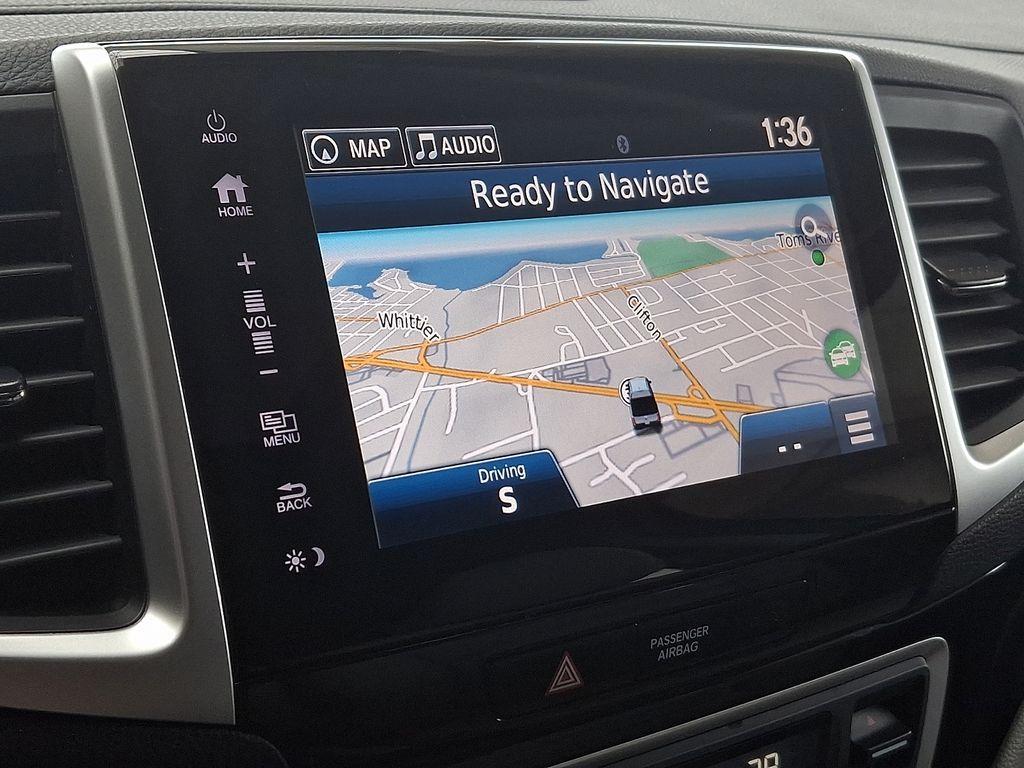 AUDIO
HOME
+
VOL
-
MENU
BACK
MAP
AUDIO
1:36
Ready to Navigate
Toms Rive
Whittier
Clifton
Driving
S
--
PASSENGER
AIRBAG